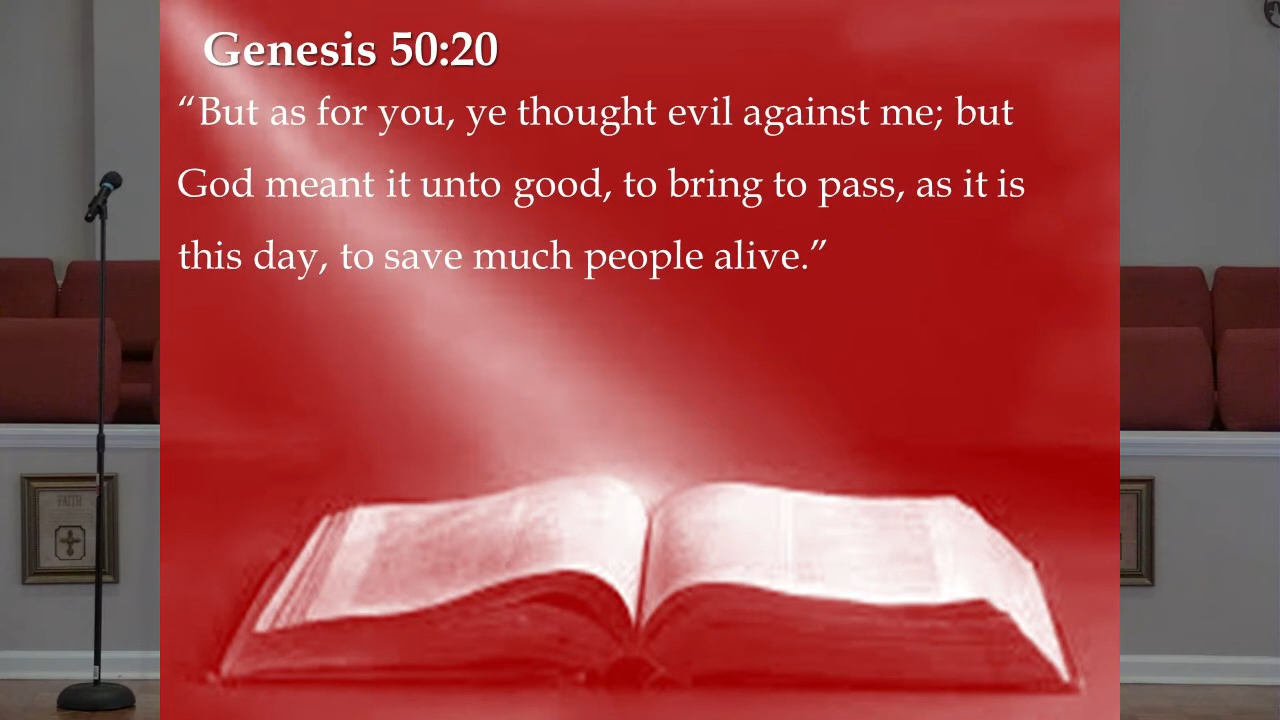 Genesis 50:20
“But as for you, ye thought evil against me; but
God meant it unto good, to bring to pass, as it is
this day, to save much people alive.”
FAITH